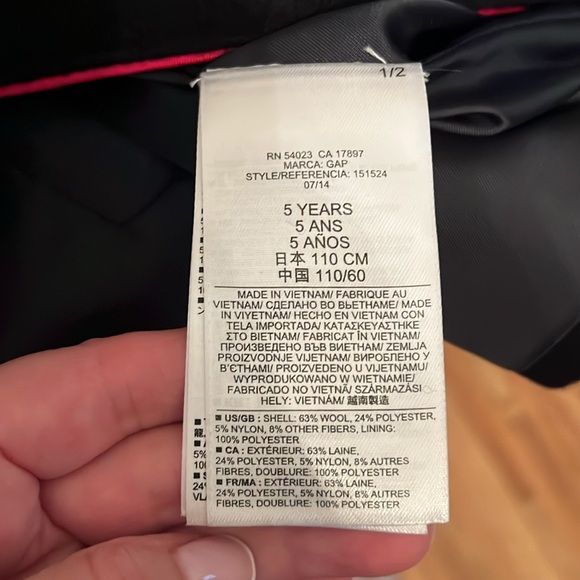 1/2
RN 54023 CA 17897
MARCA: GAP
STYLE/REFERENCIA: 151524
07/14
5 YEARS
5 ANS
5 AÑOS
日本 110 CM
中国 110/60
MADE IN VIETNAM/ FABRIQUE AU
VIETNAM/ СДЕЛАНО ВО ВЬЕТНАМЕ/ MADE
IN VIYETNAM/ HECHO EN VIETNAM CON
TELA IMPORTADA/ ΚΑΤΑΣΚΕΥΑΣΤΗΚΕ
ΣΤΟ ΒΙΕΤΝΑΜ/ FABRICAT ÎN VIETNAM/
ПРОИЗВЕДЕНО ВЪВ ВИЕТНАМ/ ZEMLJA
PROIZVODNJE VIJETNAM/ ВИРОБЛЕНО У
В'ЄТНАМІ/ PROIZVEDENO U VIJETNAMU/
WYPRODUKOWANO W WIETNAMIE/
FABRICADO NO VIETNÃ/ SZÁRMAZÁSI
HELY: VIETNÁM/ 越南製造
■ US/GB : SHELL: 63% WOOL, 24% POLYESTER,
5% NYLON, 8% OTHER FIBERS, LINING:
100% POLYESTER
■ CA : EXTÉRIEUR: 63% LAINE,
24% POLYESTER, 5% NYLON, 8% AUTRES
FIBRES, DOUBLURE: 100% POLYESTER
■ FR/MA : EXTÉRIEUR: 63% LAINE,
24% POLYESTER, 5% NYLON, 8% AUTRES
FIBRES, DOUBLURE: 100% POLYESTER